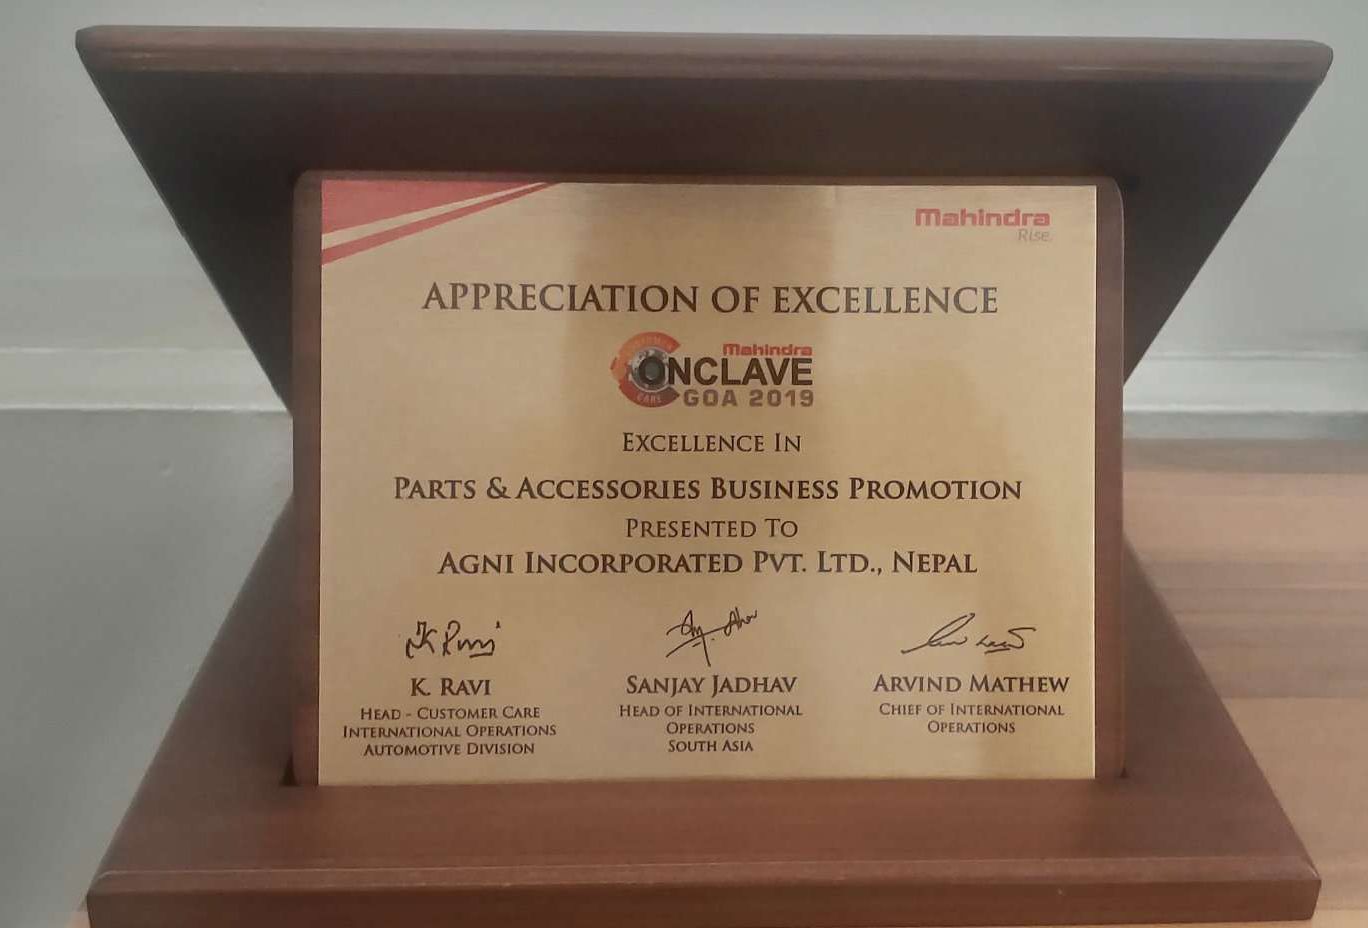 Mahindra
Rise.
APPRECIATION OF EXCELLENCE
CUSTOMER
CARE
Mahindra
CONCLAVE
GOA 2019
EXCELLENCE IN
PARTS & ACCESSORIES BUSINESS PROMOTION
PRESENTED TO
AGNI INCORPORATED PVT. LTD., NEPAL
K. RAVI
HEAD - CUSTOMER CARE
INTERNATIONAL OPERATIONS
AUTOMOTIVE DIVISION
SANJAY JADHAV
HEAD OF INTERNATIONAL
OPERATIONS
SOUTH ASIA
ARVIND MATHEW
CHIEF OF INTERNATIONAL
OPERATIONS